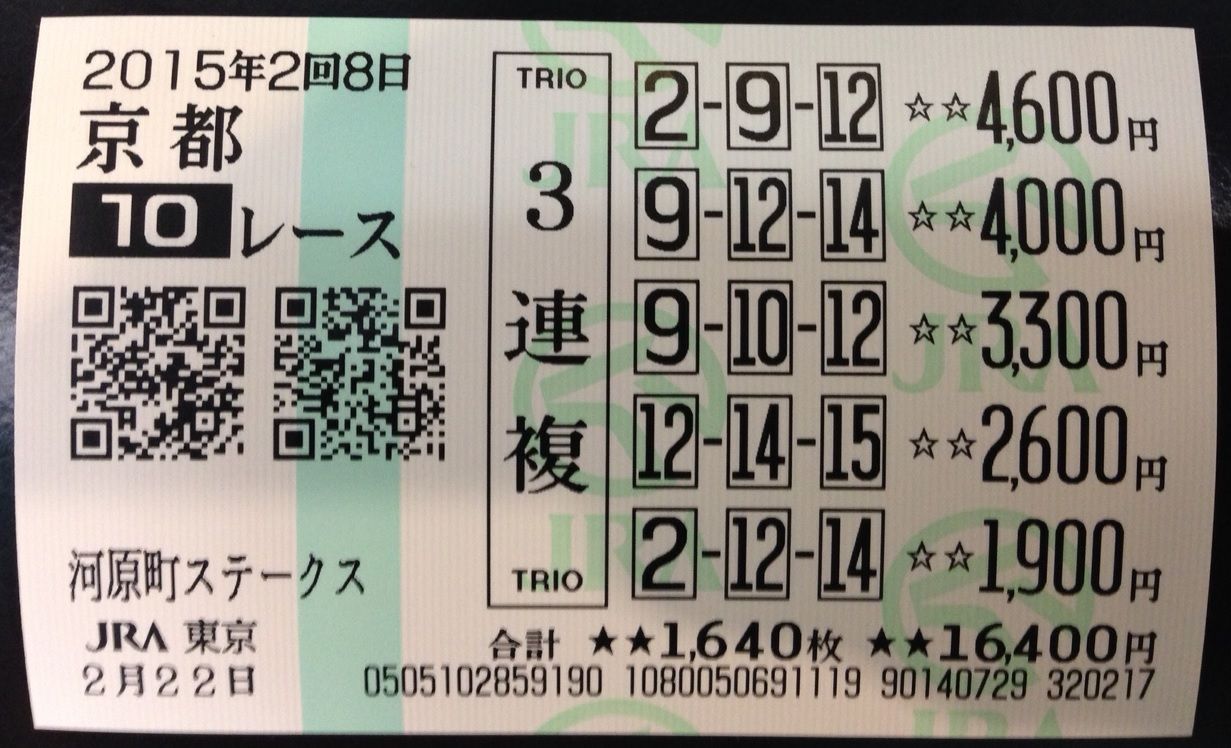 2015年2回8日
京都
10レース
河原町ステークス
JRA 東京
2月22日
TRIO
3
連
複
TRIO
2-9-12 ☆☆4,600円
9-12-14 ☆☆4,000円
9-10-12 ☆☆3,300円
12-14-15 ☆☆2,600円
2-12-14 ☆☆1,900円
合計 ★★1,640枚 ★★16,400円
0505102859190 1080050691119 90140729 320217
JRA
JRA
JRA
JRA